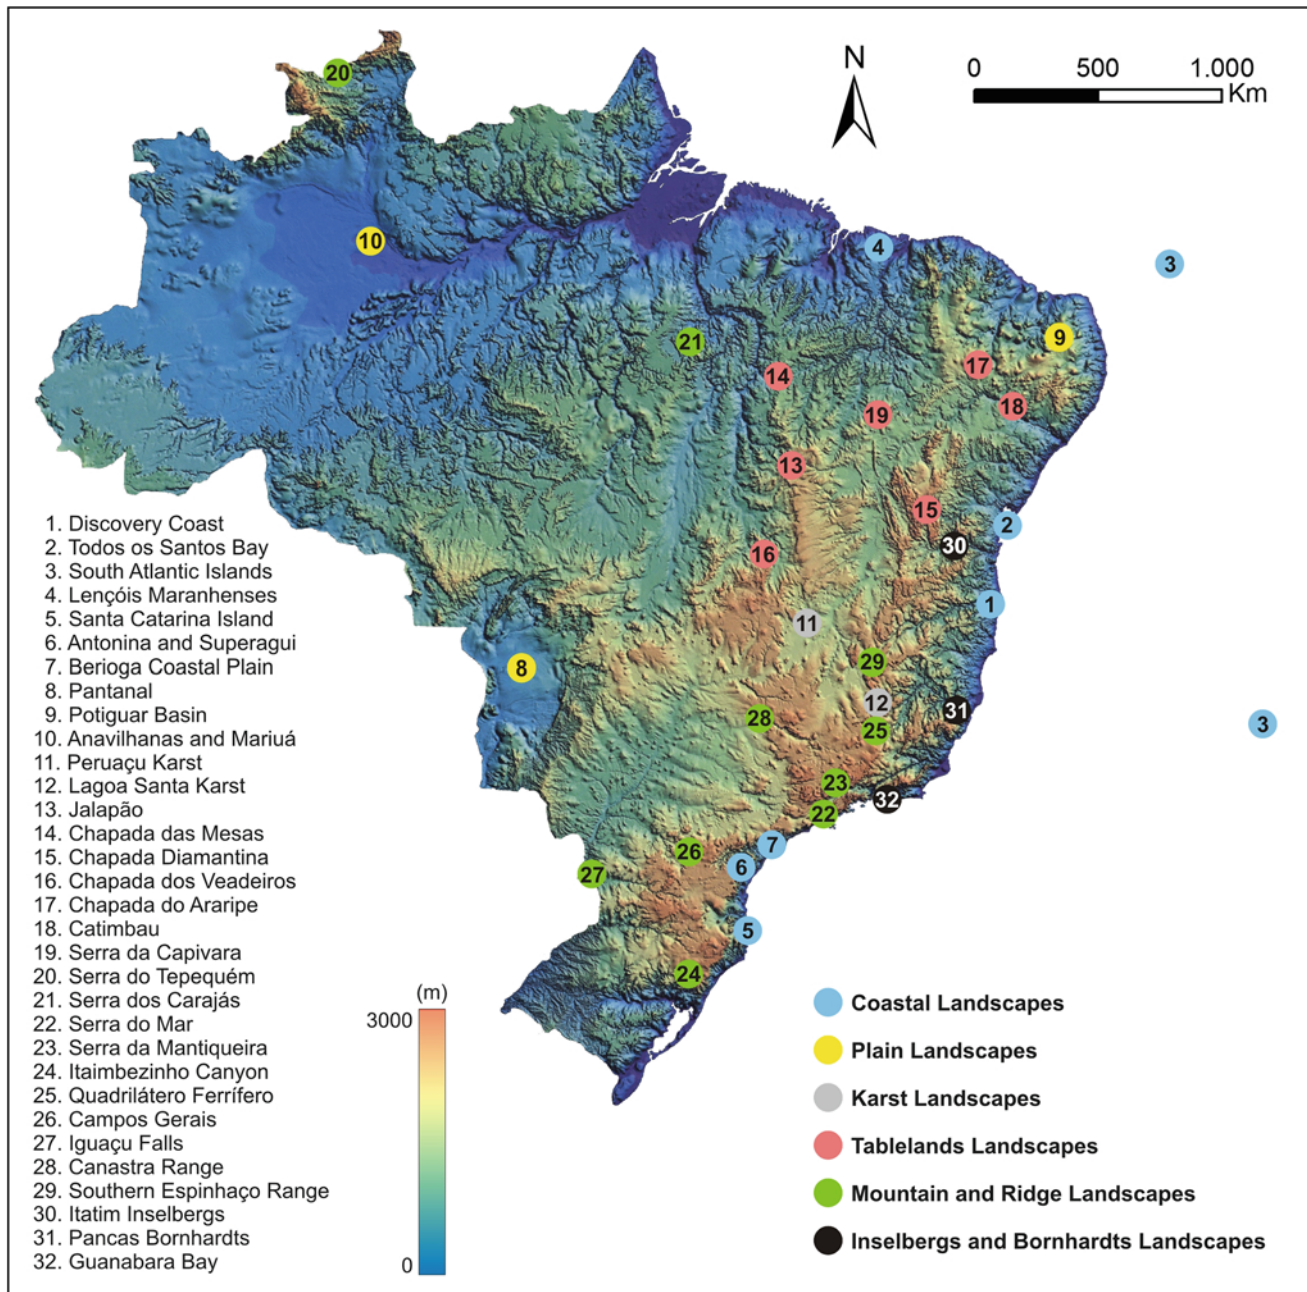 N
0 500 1.000
Km
20
10
4
3
21
9
14
17
19
18
13
15
2
16
30
1
11
8
29
12
31
28
25
3
23
32
22
7
26
6
27
5
24
1. Discovery Coast
2. Todos os Santos Bay
3. South Atlantic Islands
4. Lençóis Maranhenses
5. Santa Catarina Island
6. Antonina and Superagui
7. Berioga Coastal Plain
8. Pantanal
9. Potiguar Basin
10. Anavilhanas and Mariuá
11. Peruaçu Karst
12. Lagoa Santa Karst
13. Jalapão
14. Chapada das Mesas
15. Chapada Diamantina
16. Chapada dos Veadeiros
17. Chapada do Araripe
18. Catimbau
19. Serra da Capivara
20. Serra do Tepequém
21. Serra dos Carajás
22. Serra do Mar
23. Serra da Mantiqueira
24. Itaimbezinho Canyon
25. Quadrilátero Ferrífero
26. Campos Gerais
27. Iguaçu Falls
28. Canastra Range
29. Southern Espinhaço Range
30. Itatim Inselbergs
31. Pancas Bornhardts
32. Guanabara Bay
(m)
3000
0
Coastal Landscapes
Plain Landscapes
Karst Landscapes
Tablelands Landscapes
Mountain and Ridge Landscapes
Inselbergs and Bornhardts Landscapes